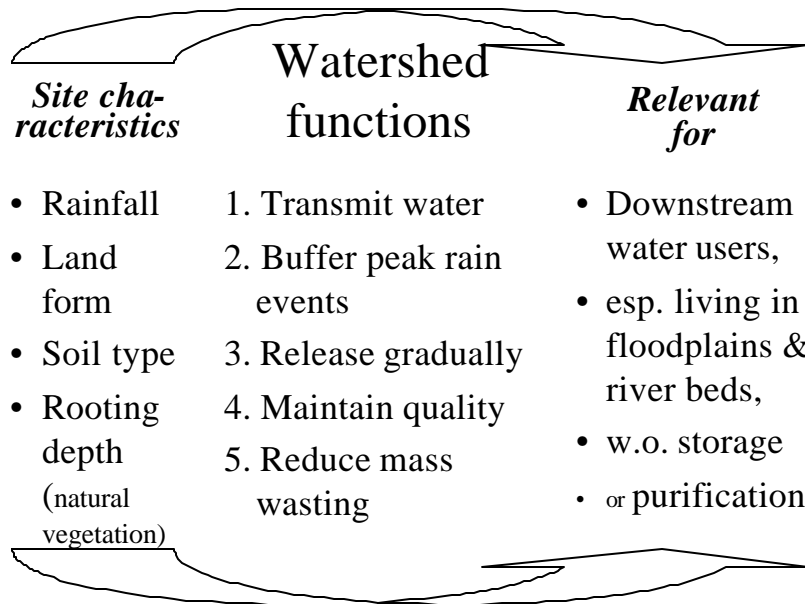 Watershed
functions
Site cha-
racteristics
• Rainfall
• Land
form
• Soil type
• Rooting
depth
(natural
vegetation)
1. Transmit water
2. Buffer peak rain
events
3. Release gradually
4. Maintain quality
5. Reduce mass
wasting
Relevant
for
• Downstream
water users,
• esp. living in
floodplains &
river beds,
• w.o. storage
• or purification